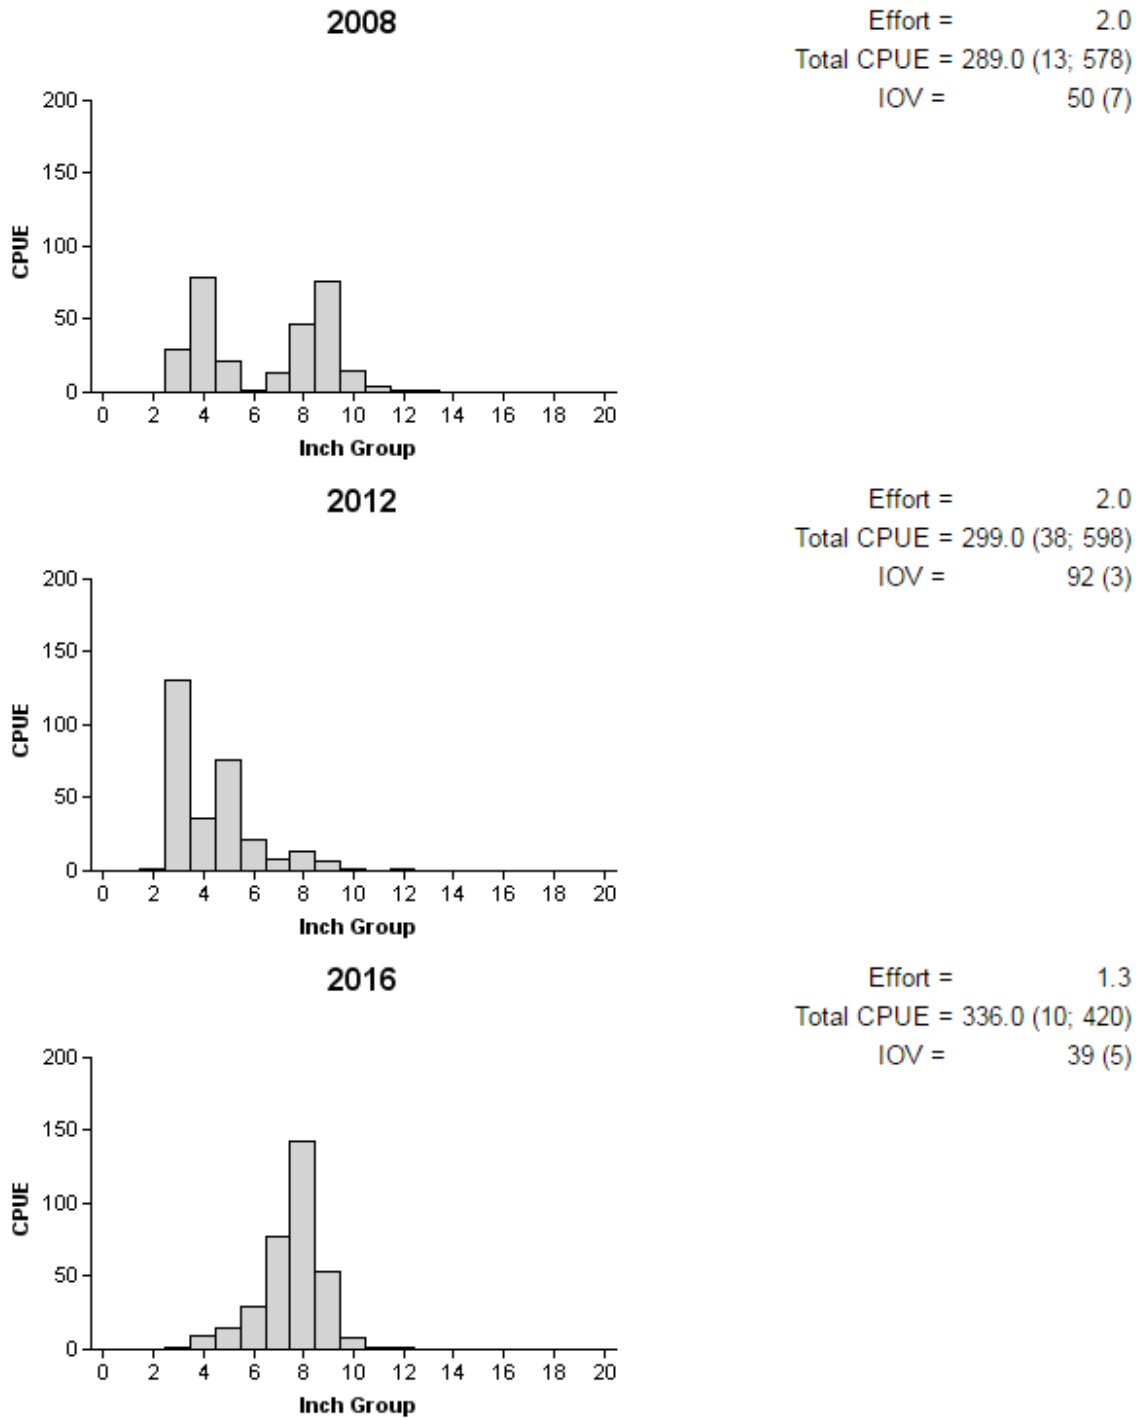 2008
Effort = 2.0
Total CPUE = 289.0 (13; 578)
IOV = 50 (7)
200
150
100
50
0
CPUE
0 2 4 6 8 10 12 14 16 18 20
Inch Group
2012
Effort = 2.0
Total CPUE = 299.0 (38; 598)
IOV = 92 (3)
200
150
100
50
0
CPUE
0 2 4 6 8 10 12 14 16 18 20
Inch Group
2016
Effort = 1.3
Total CPUE = 336.0 (10; 420)
IOV = 39 (5)
200
150
100
50
0
CPUE
0 2 4 6 8 10 12 14 16 18 20
Inch Group